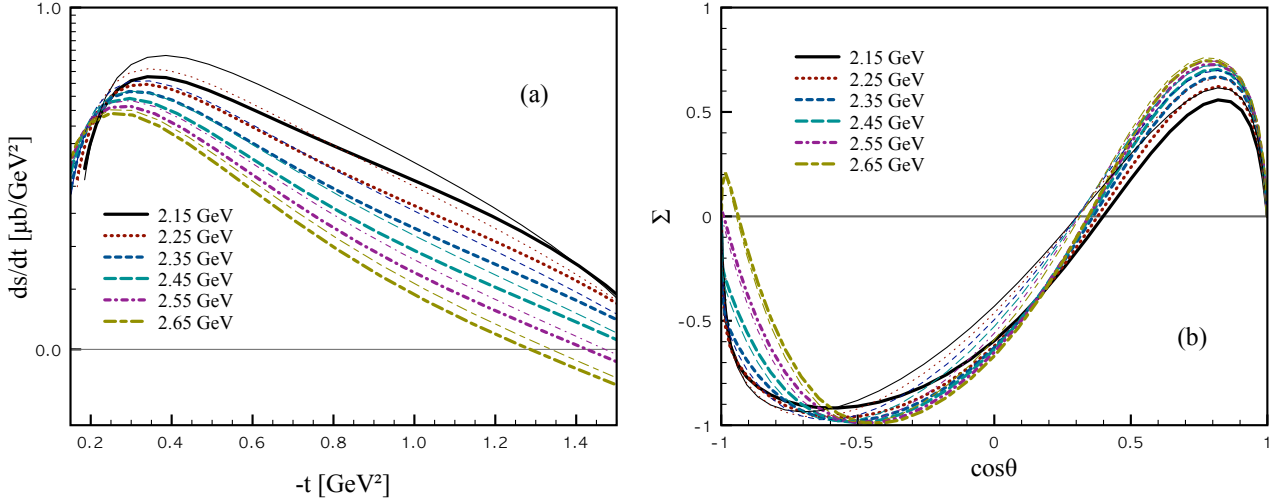 1.0
(a)
ds/dt [μb/GeV²]
2.15 GeV
2.25 GeV
2.35 GeV
2.45 GeV
2.55 GeV
2.65 GeV
0.0
0.2 0.4 0.6 0.8 1.0 1.2 1.4
-t [GeV²]
1
2.15 GeV
2.25 GeV
2.35 GeV
2.45 GeV
2.55 GeV
2.65 GeV
0.5
Σ
0
-0.5
(b)
-1
-1 -0.5 0 0.5 1
cosθ